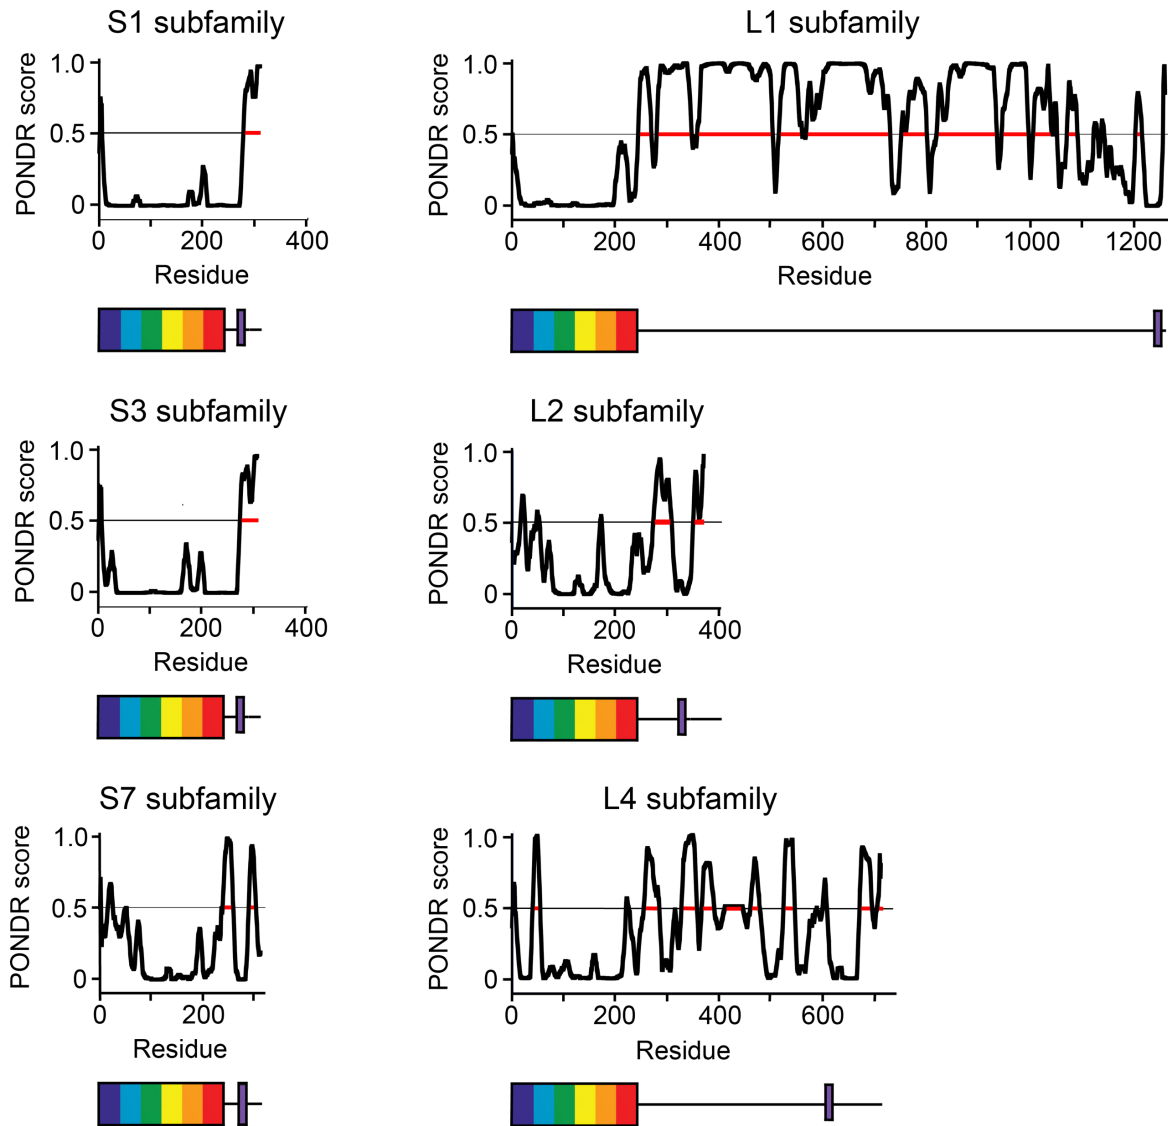 S1 subfamily
PONDR score
1.0
0.5
0
0 200 400
Residue
L1 subfamily
PONDR score
1.0
0.5
0
0 200 400 600 800 1000 1200
Residue
S3 subfamily
PONDR score
1.0
0.5
0
0 200 400
Residue
L2 subfamily
PONDR score
1.0
0.5
0
0 200 400
Residue
S7 subfamily
PONDR score
1.0
0.5
0
0 200
Residue
L4 subfamily
PONDR score
1.0
0.5
0
0 200 400 600
Residue